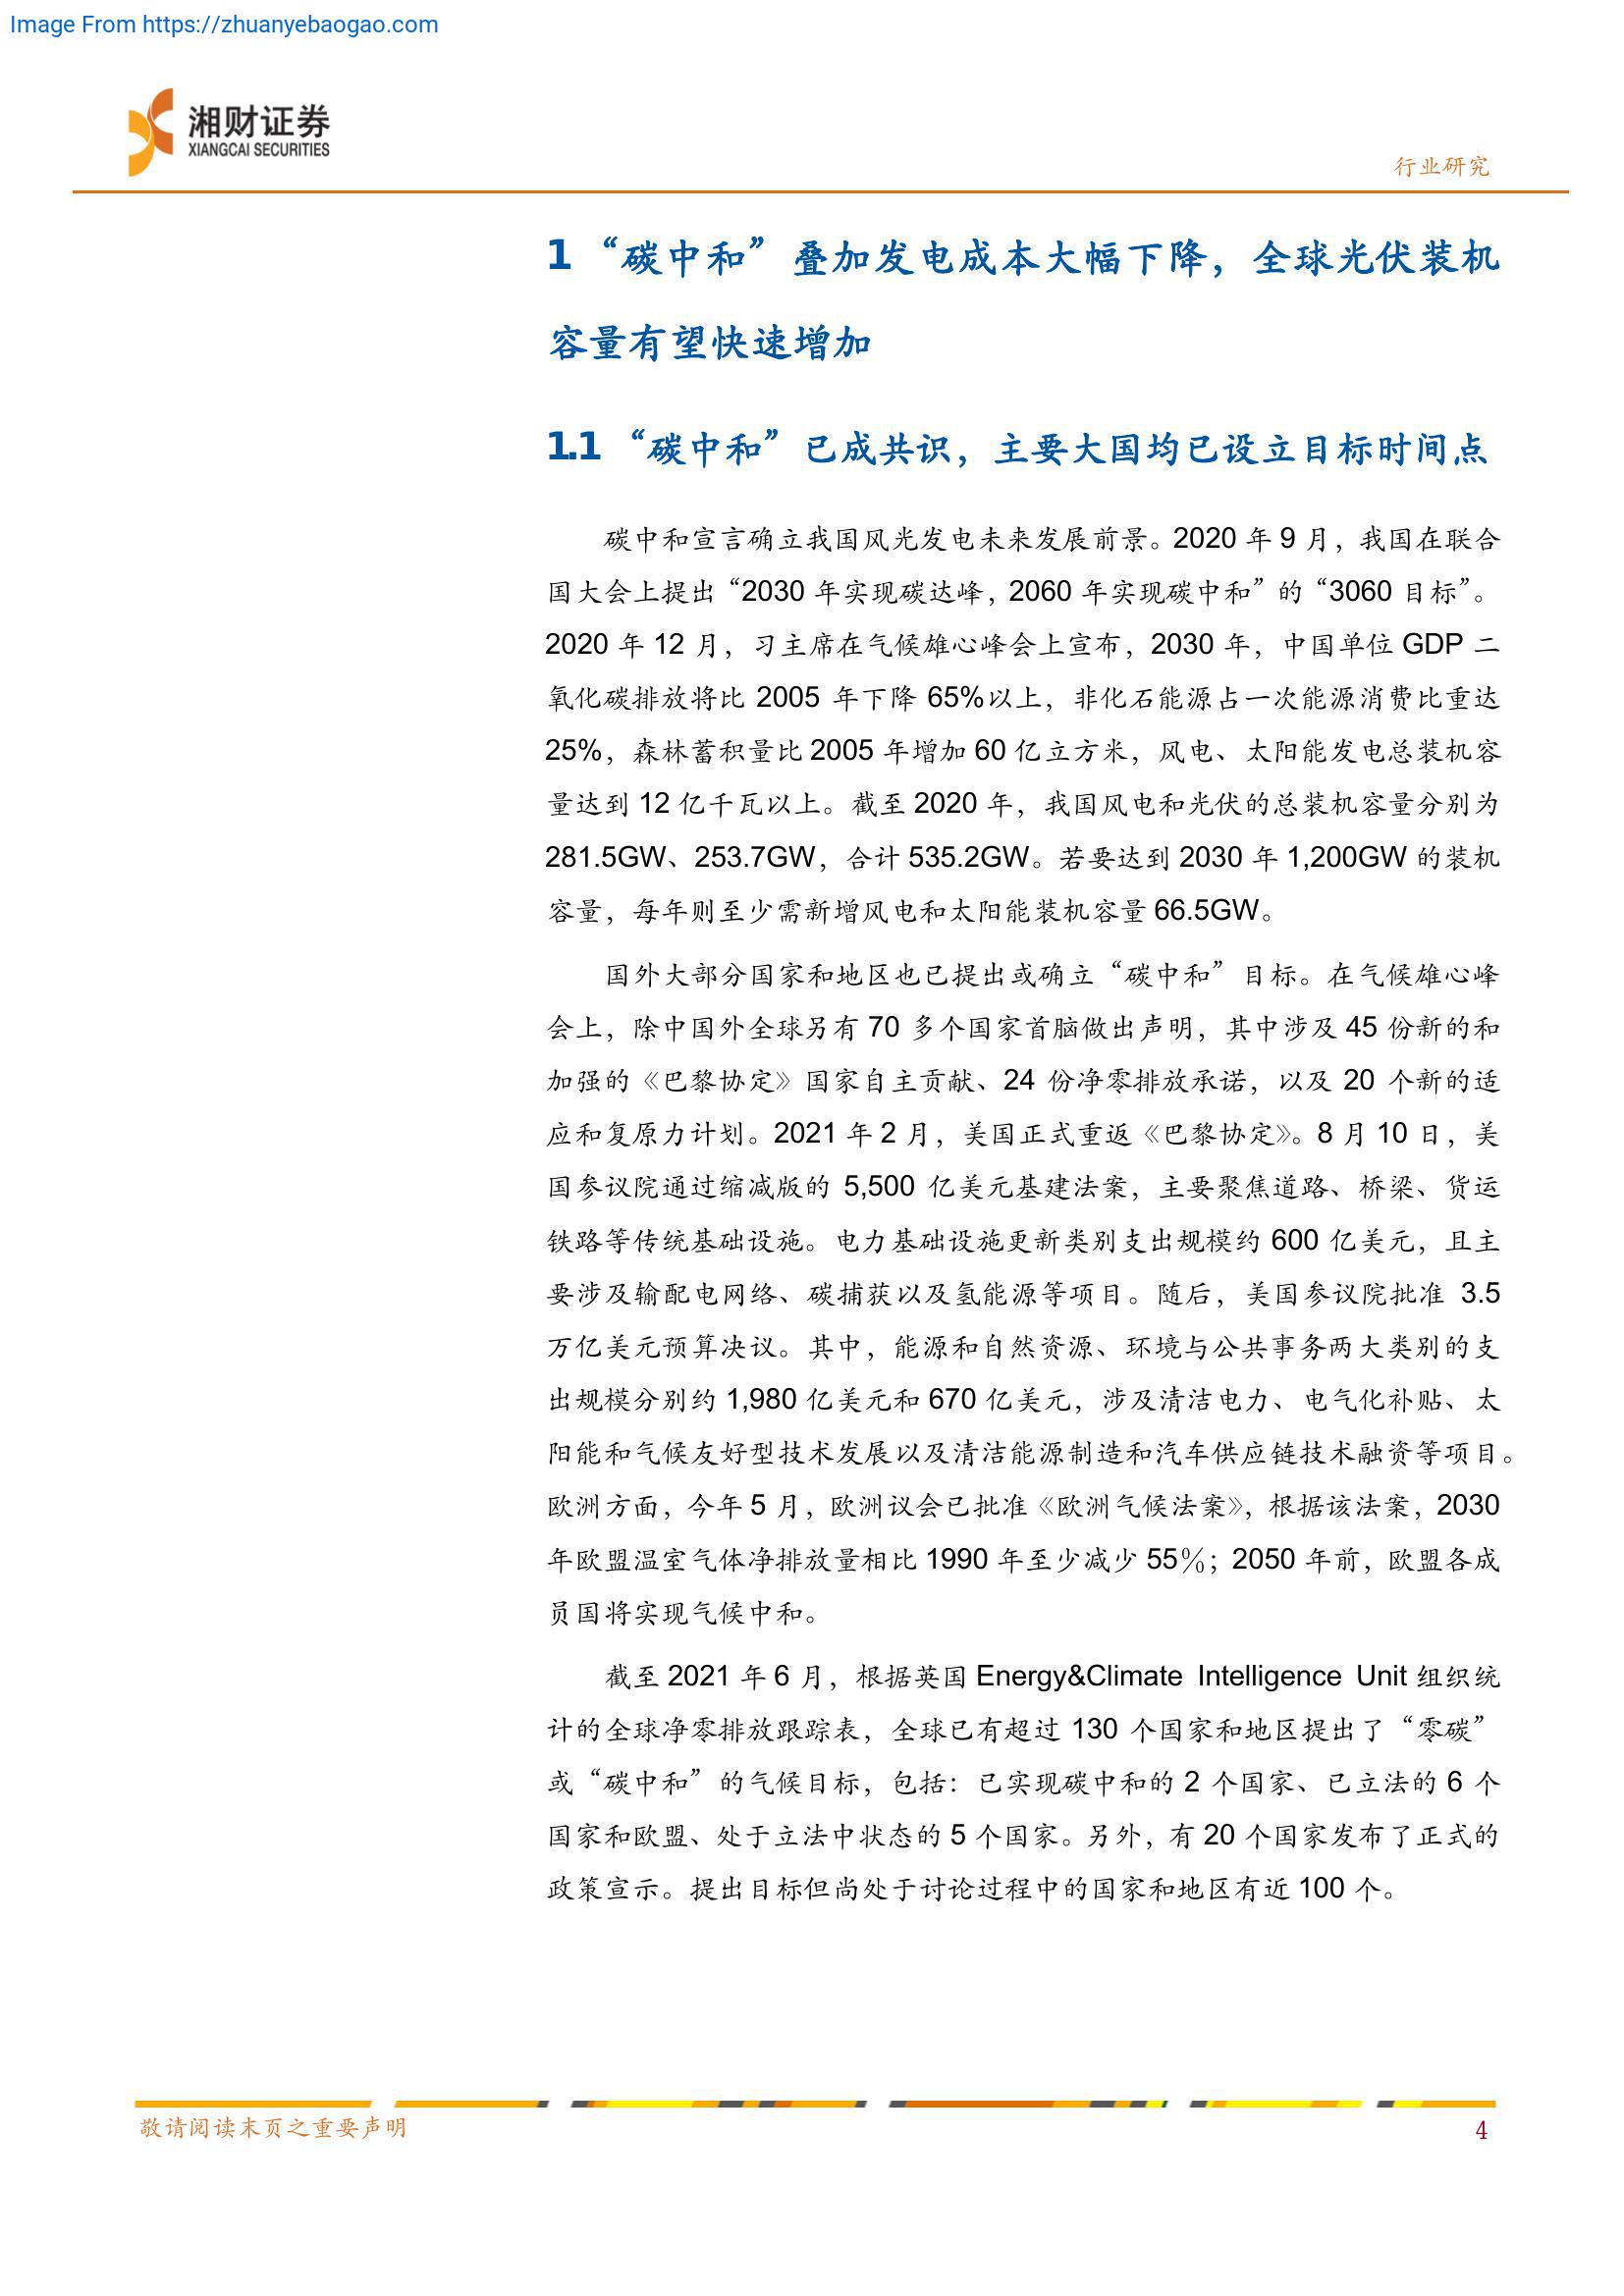 Image From https://zhuanyebaogao.com
湘财证券
XIANGCAI SECURITIES
行业研究
1 “碳中和”叠加发电成本大幅下降，全球光伏装机
容量有望快速增加
1.1 “碳中和”已成共识，主要大国均已设立目标时间点
碳中和宣言确立我国风光发电未来发展前景。2020 年 9 月，我国在联合
国大会上提出“2030 年实现碳达峰，2060 年实现碳中和”的“3060 目标”。
2020 年 12 月，习主席在气候雄心峰会上宣布，2030 年，中国单位 GDP 二
氧化碳排放将比 2005 年下降 65%以上，非化石能源占一次能源消费比重达
25%，森林蓄积量比 2005 年增加 60 亿立方米，风电、太阳能发电总装机容
量达到 12 亿千瓦以上。截至 2020 年，我国风电和光伏的总装机容量分别为
281.5GW、253.7GW，合计 535.2GW。若要达到 2030 年 1,200GW 的装机
容量，每年则至少需新增风电和太阳能装机容量 66.5GW。
国外大部分国家和地区也已提出或确立“碳中和”目标。在气候雄心峰
会上，除中国外全球另有 70 多个国家首脑做出声明，其中涉及 45 份新的和
加强的《巴黎协定》国家自主贡献、24 份净零排放承诺，以及 20 个新的适
应和复原力计划。2021 年 2 月，美国正式重返《巴黎协定》。8 月 10 日，美
国参议院通过缩减版的 5,500 亿美元基建法案，主要聚焦道路、桥梁、货运
铁路等传统基础设施。电力基础设施更新类别支出规模约 600 亿美元，且主
要涉及输配电网络、碳捕获以及氢能源等项目。随后，美国参议院批准 3.5
万亿美元预算决议。其中，能源和自然资源、环境与公共事务两大类别的支
出规模分别约 1,980 亿美元和 670 亿美元，涉及清洁电力、电气化补贴、太
阳能和气候友好型技术发展以及清洁能源制造和汽车供应链技术融资等项目。
欧洲方面，今年 5 月，欧洲议会已批准《欧洲气候法案》，根据该法案，2030
年欧盟温室气体净排放量相比 1990 年至少减少 55％；2050 年前，欧盟各成
员国将实现气候中和。
截至 2021 年 6 月，根据英国 Energy&Climate Intelligence Unit 组织统
计的全球净零排放跟踪表，全球已有超过 130 个国家和地区提出了“零碳”
或“碳中和”的气候目标，包括：已实现碳中和的 2 个国家、已立法的 6 个
国家和欧盟、处于立法中状态的 5 个国家。另外，有 20 个国家发布了正式的
政策宣示。提出目标但尚处于讨论过程中的国家和地区有近 100 个。
敬请阅读末页之重要声明
4